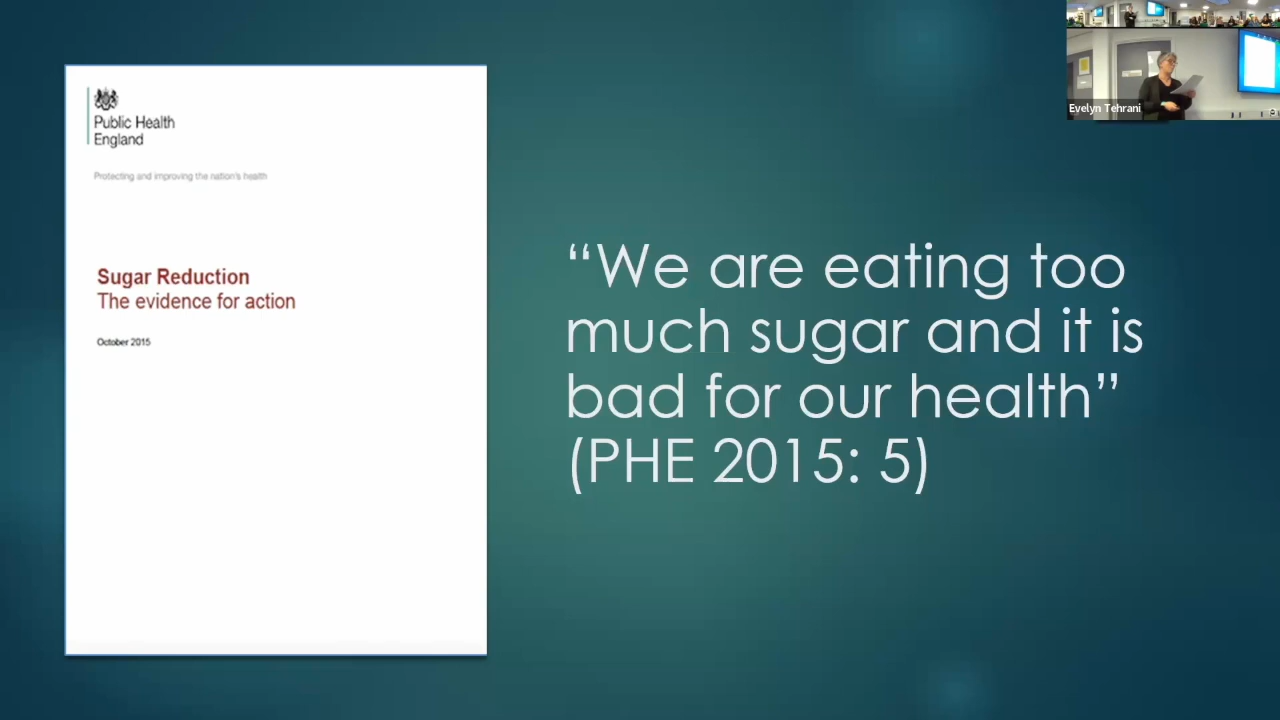 Public Health
England
Protecting and improving the nation's health
Sugar Reduction
The evidence for action
October 2015
“We are eating too
much sugar and it is
bad for our health”
(PHE 2015: 5)
Evelyn Tehrani